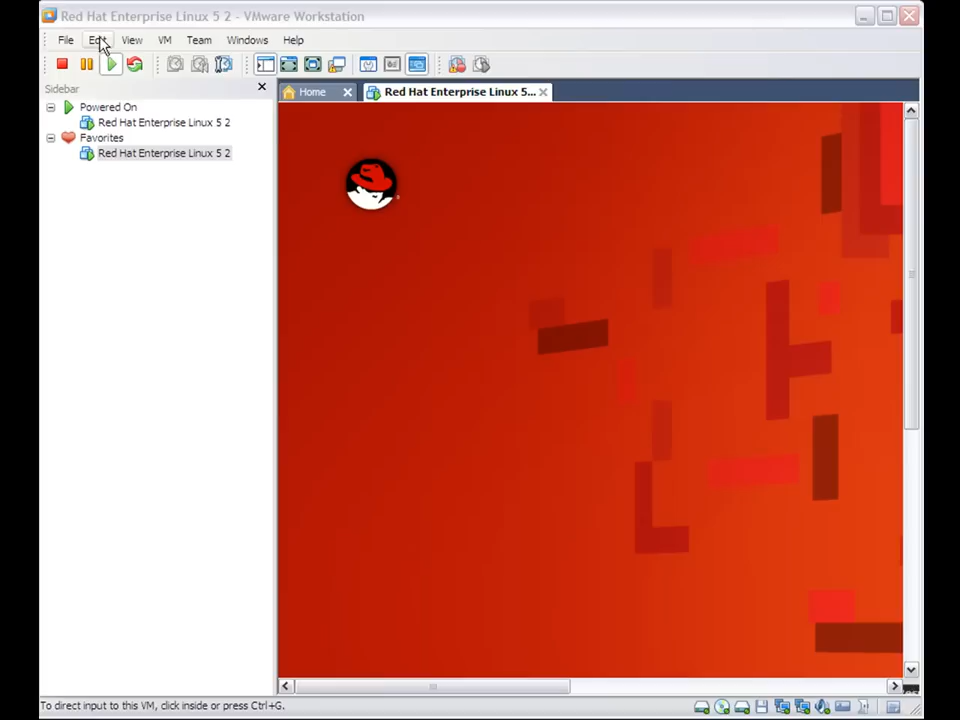 Red Hat Enterprise Linux 5 2 - VMware Workstation
File Edit View VM Team Windows Help
Sidebar
Powered On
Red Hat Enterprise Linux 5 2
Favorites
Red Hat Enterprise Linux 5 2
Home
Red Hat Enterprise Linux 5...
To direct input to this VM, click inside or press Ctrl+G.